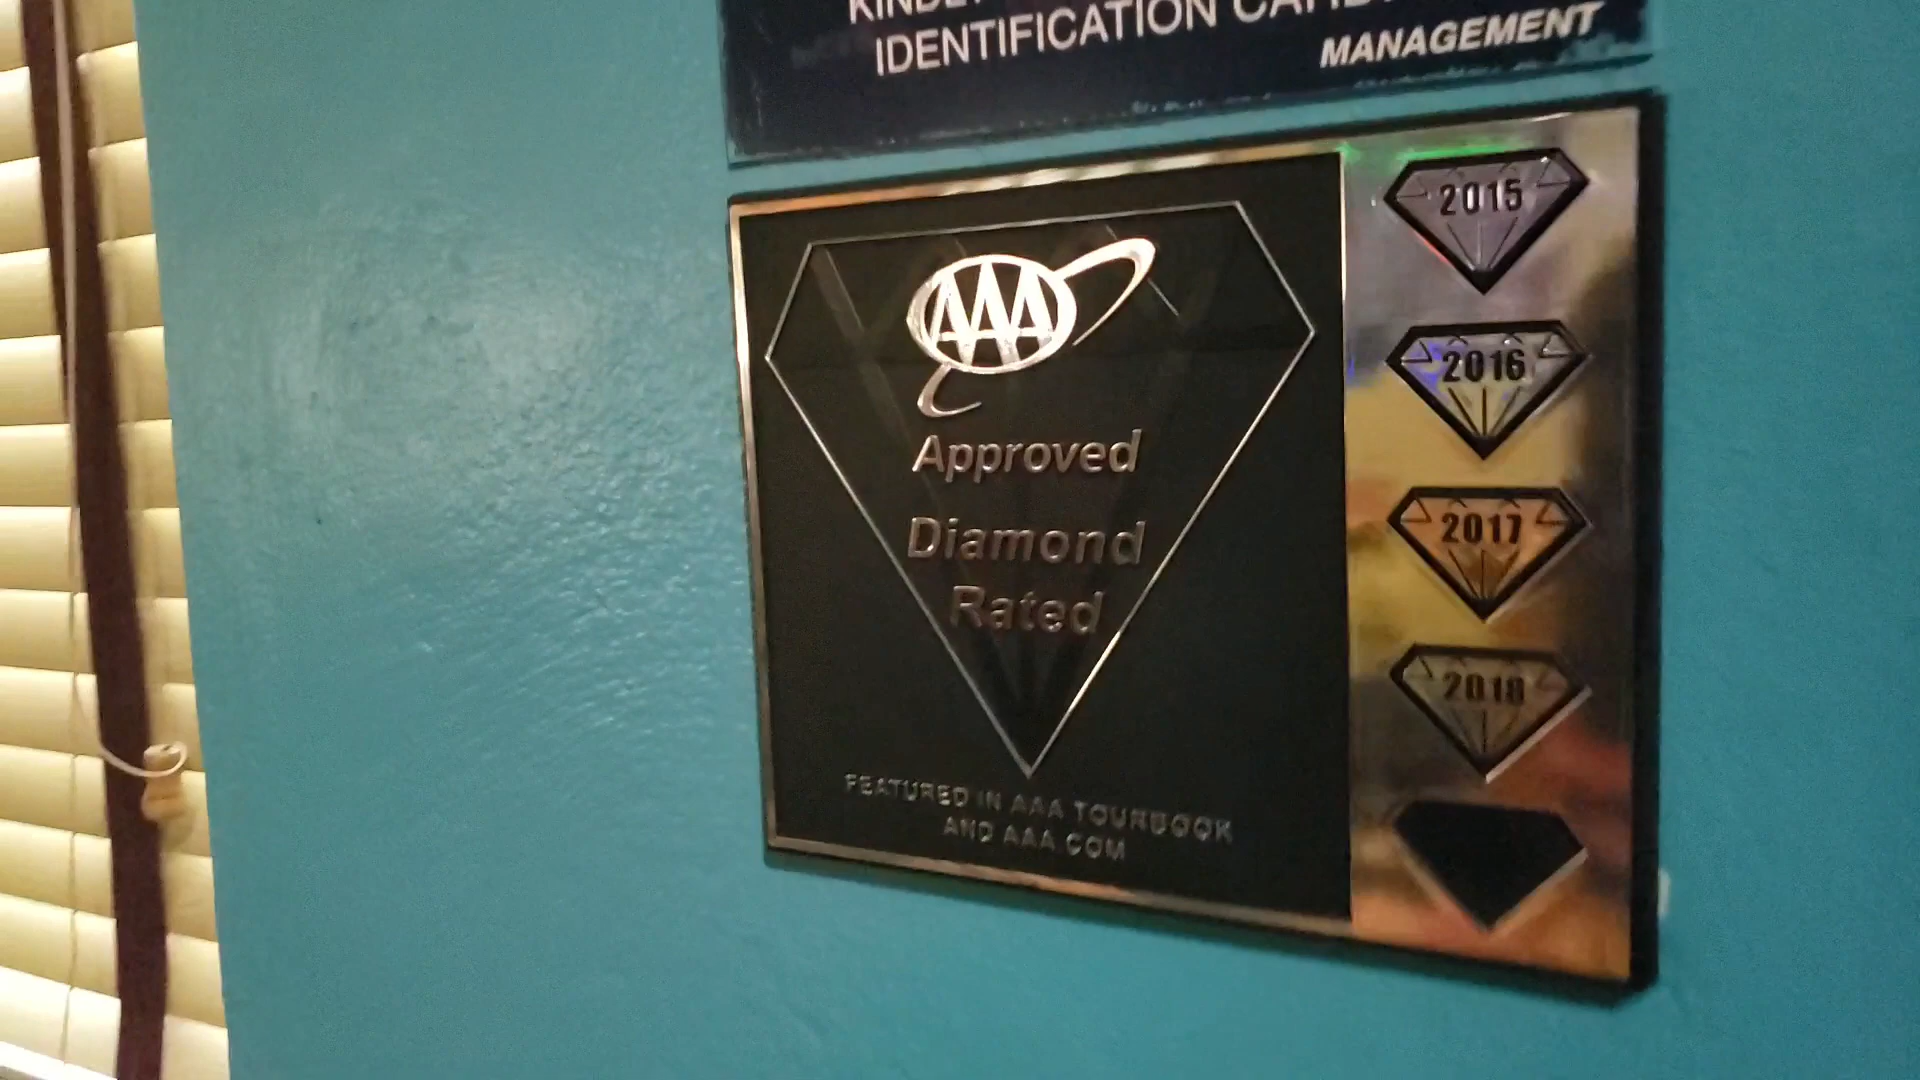 IDENTIFICATION
MANAGEMENT
AAA
Approved
Diamond
Rated
FEATURED IN AAA TOURBOOK
AND AAA.COM
2015
2016
2017
2018